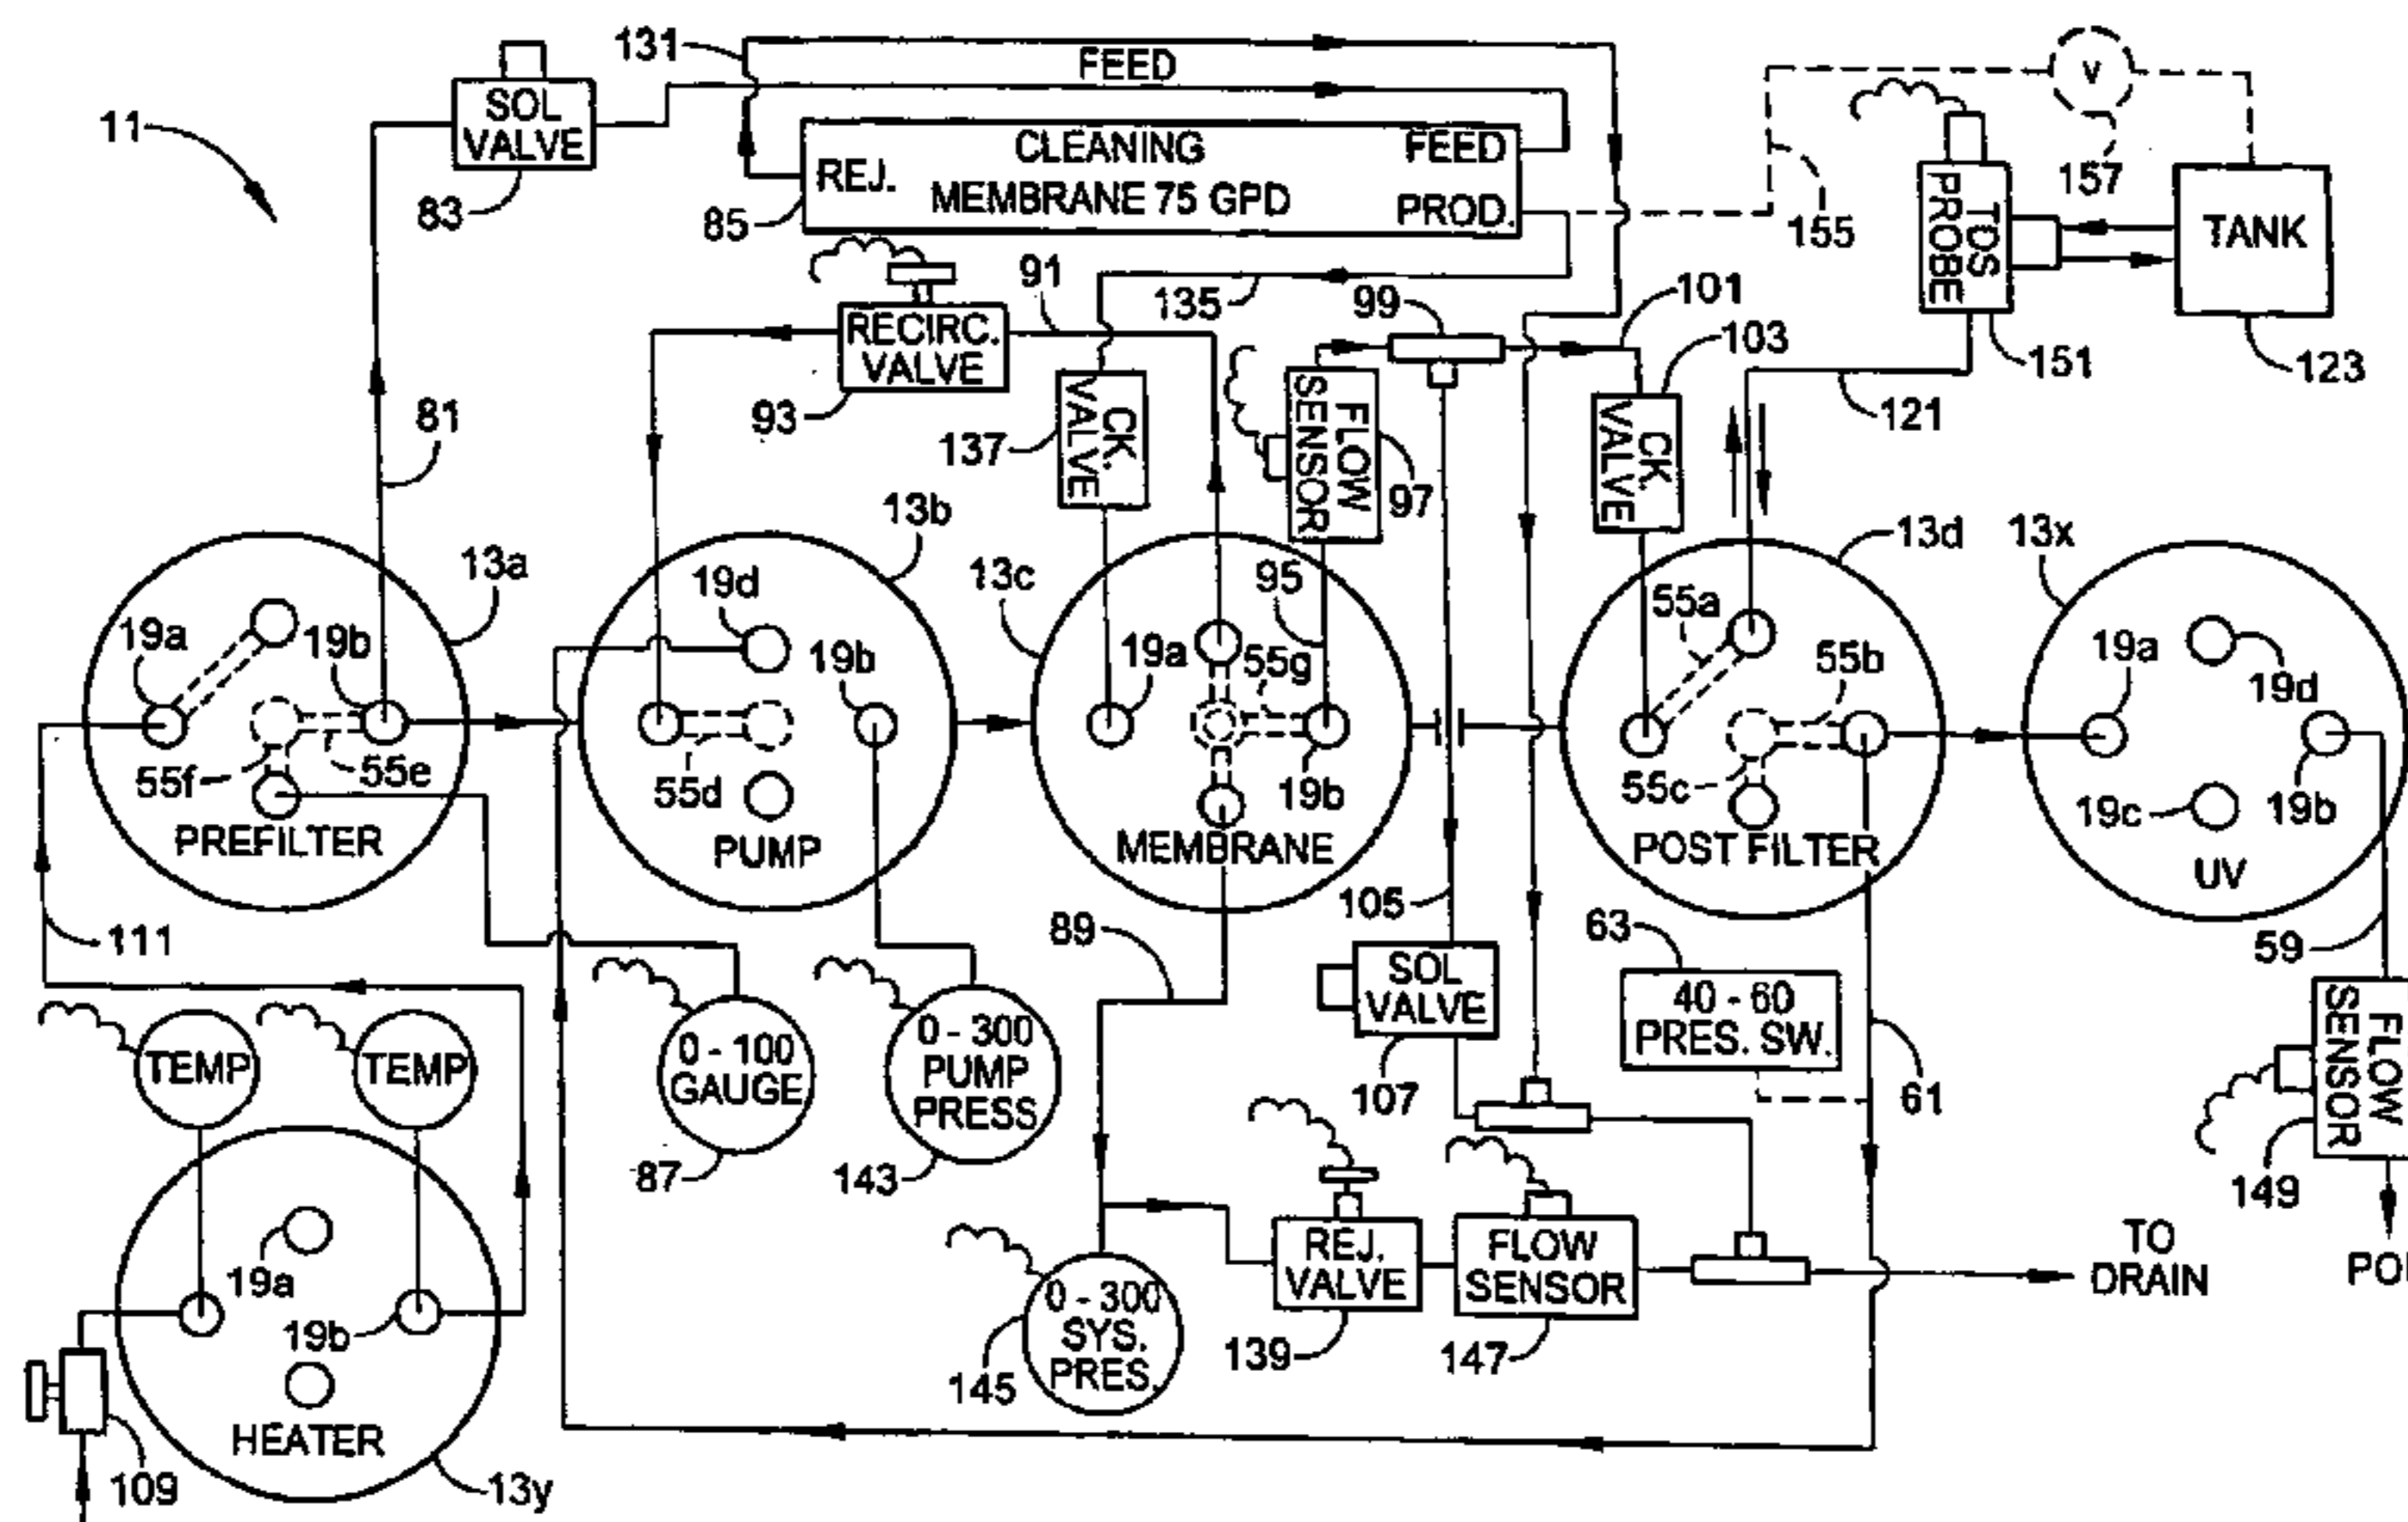 131
FEED
V
SOL
VALVE
11
83
CLEANING
MEMBRANE 75 GPD
REJ.
FEED
PROD.
85
155
157
TDS
PROBE
TANK
151
123
121
RECIRC.
VALVE
93
91
135
99
101
103
81
CK.
VALVE
137
FLOW
SENSOR
97
CK.
VALVE
13a
13b
13c
13d
13x
19a
19b
55f
55e
PREFILTER
19d
19b
55d
PUMP
19a
95
55g
19b
MEMBRANE
55a
55b
55c
POST FILTER
19a
19d
19c
19b
UV
111
89
105
63
61
59
TEMP
TEMP
0 - 100
GAUGE
87
0 - 300
PUMP
PRESS
143
SOL
VALVE
107
40 - 60
PRES. SW.
FLOW
SENSOR
149
19a
19b
HEATER
109
13y
0 - 300
SYS.
PRES.
145
REJ.
VALVE
139
FLOW
SENSOR
147
TO
DRAIN